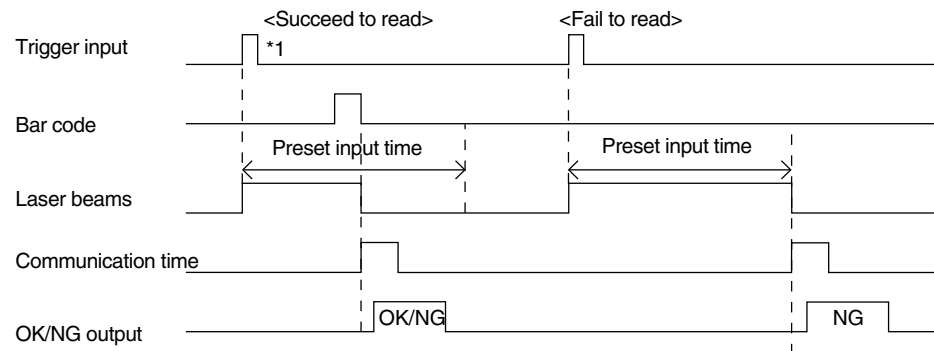 <Succeed to read> <Fail to read>
Trigger input *1
Bar code
Preset input time Preset input time
Laser beams
Communication time
OK/NG output OK/NG NG